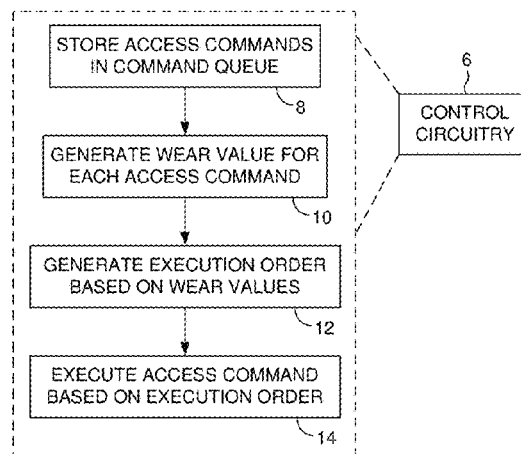 STORE ACCESS COMMANDS
IN COMMAND QUEUE
8
GENERATE WEAR VALUE FOR
EACH ACCESS COMMAND
10
GENERATE EXECUTION ORDER
BASED ON WEAR VALUES
12
EXECUTE ACCESS COMMAND
BASED ON EXECUTION ORDER
14
6
CONTROL
CIRCUITRY